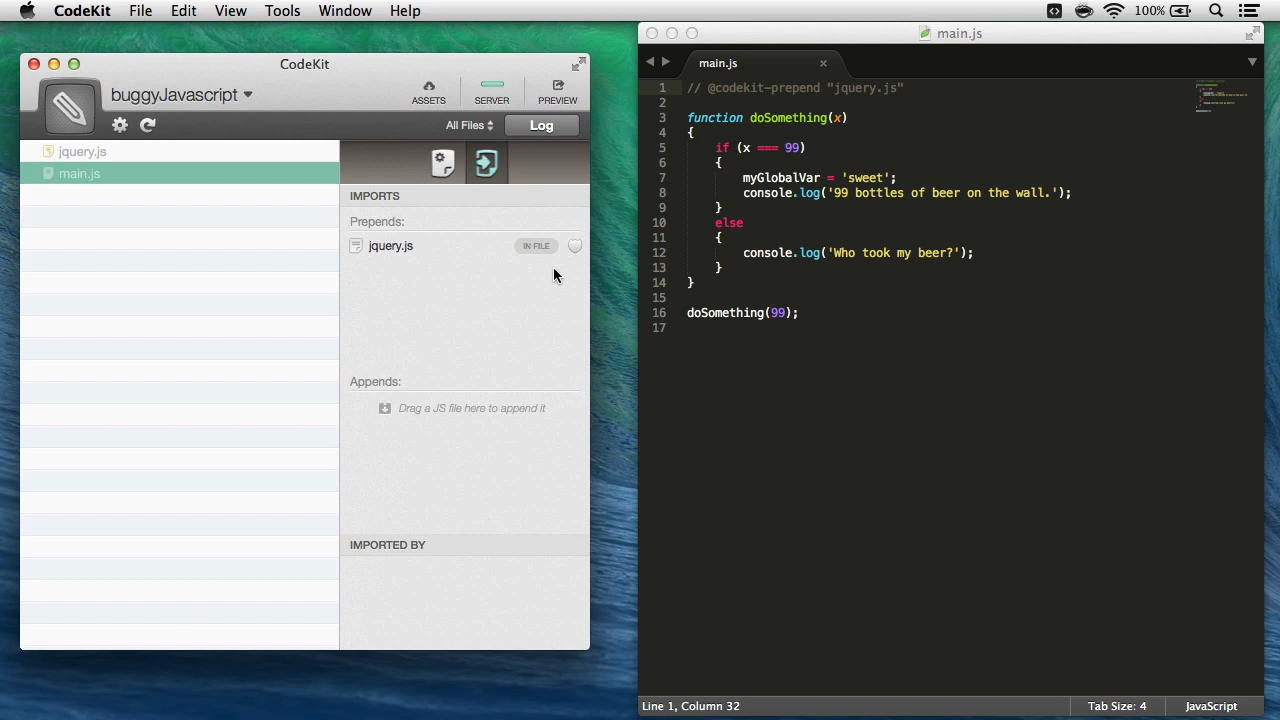 CodeKit File Edit View Tools Window Help 100%
CodeKit
buggyJavascript
ASSETS SERVER PREVIEW
All Files Log
jquery.js
main.js
IMPORTS
Prepends:
jquery.js IN FILE
Appends:
Drag a JS file here to append it
IMPORTED BY
main.js
main.js
1 // @codekit-prepend "jquery.js"
2
3 function doSomething(x)
4 {
5 if (x === 99)
6 {
7 myGlobalVar = 'sweet';
8 console.log('99 bottles of beer on the wall.');
9 }
10 else
11 {
12 console.log('Who took my beer?');
13 }
14 }
15
16 doSomething(99);
17
Line 1, Column 32 Tab Size: 4 JavaScript